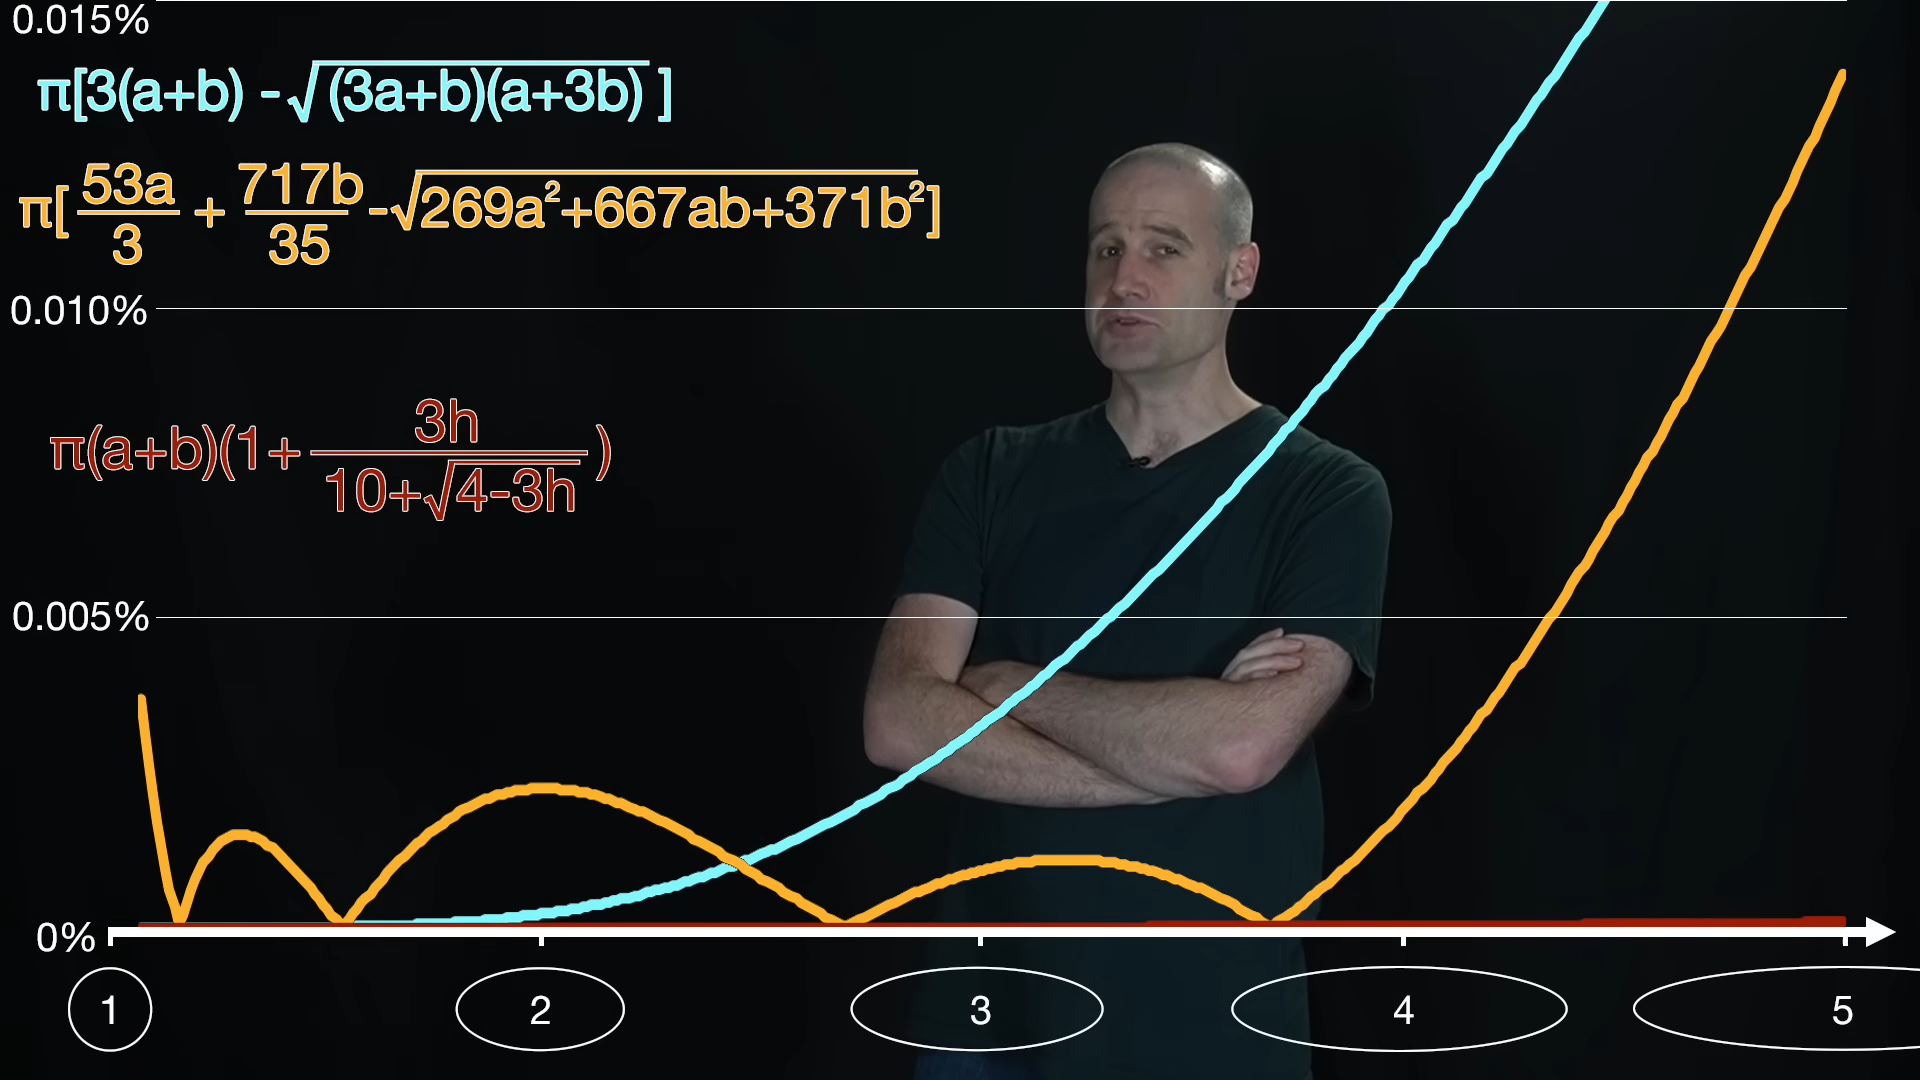 0.015%
π[3(a+b) -√(3a+b)(a+3b) ]
π[53a/3 + 717b/35 -√269a²+667ab+371b²]
0.010%
π(a+b)(1+3h/10+√4-3h)
0.005%
0%
1 2 3 4 5